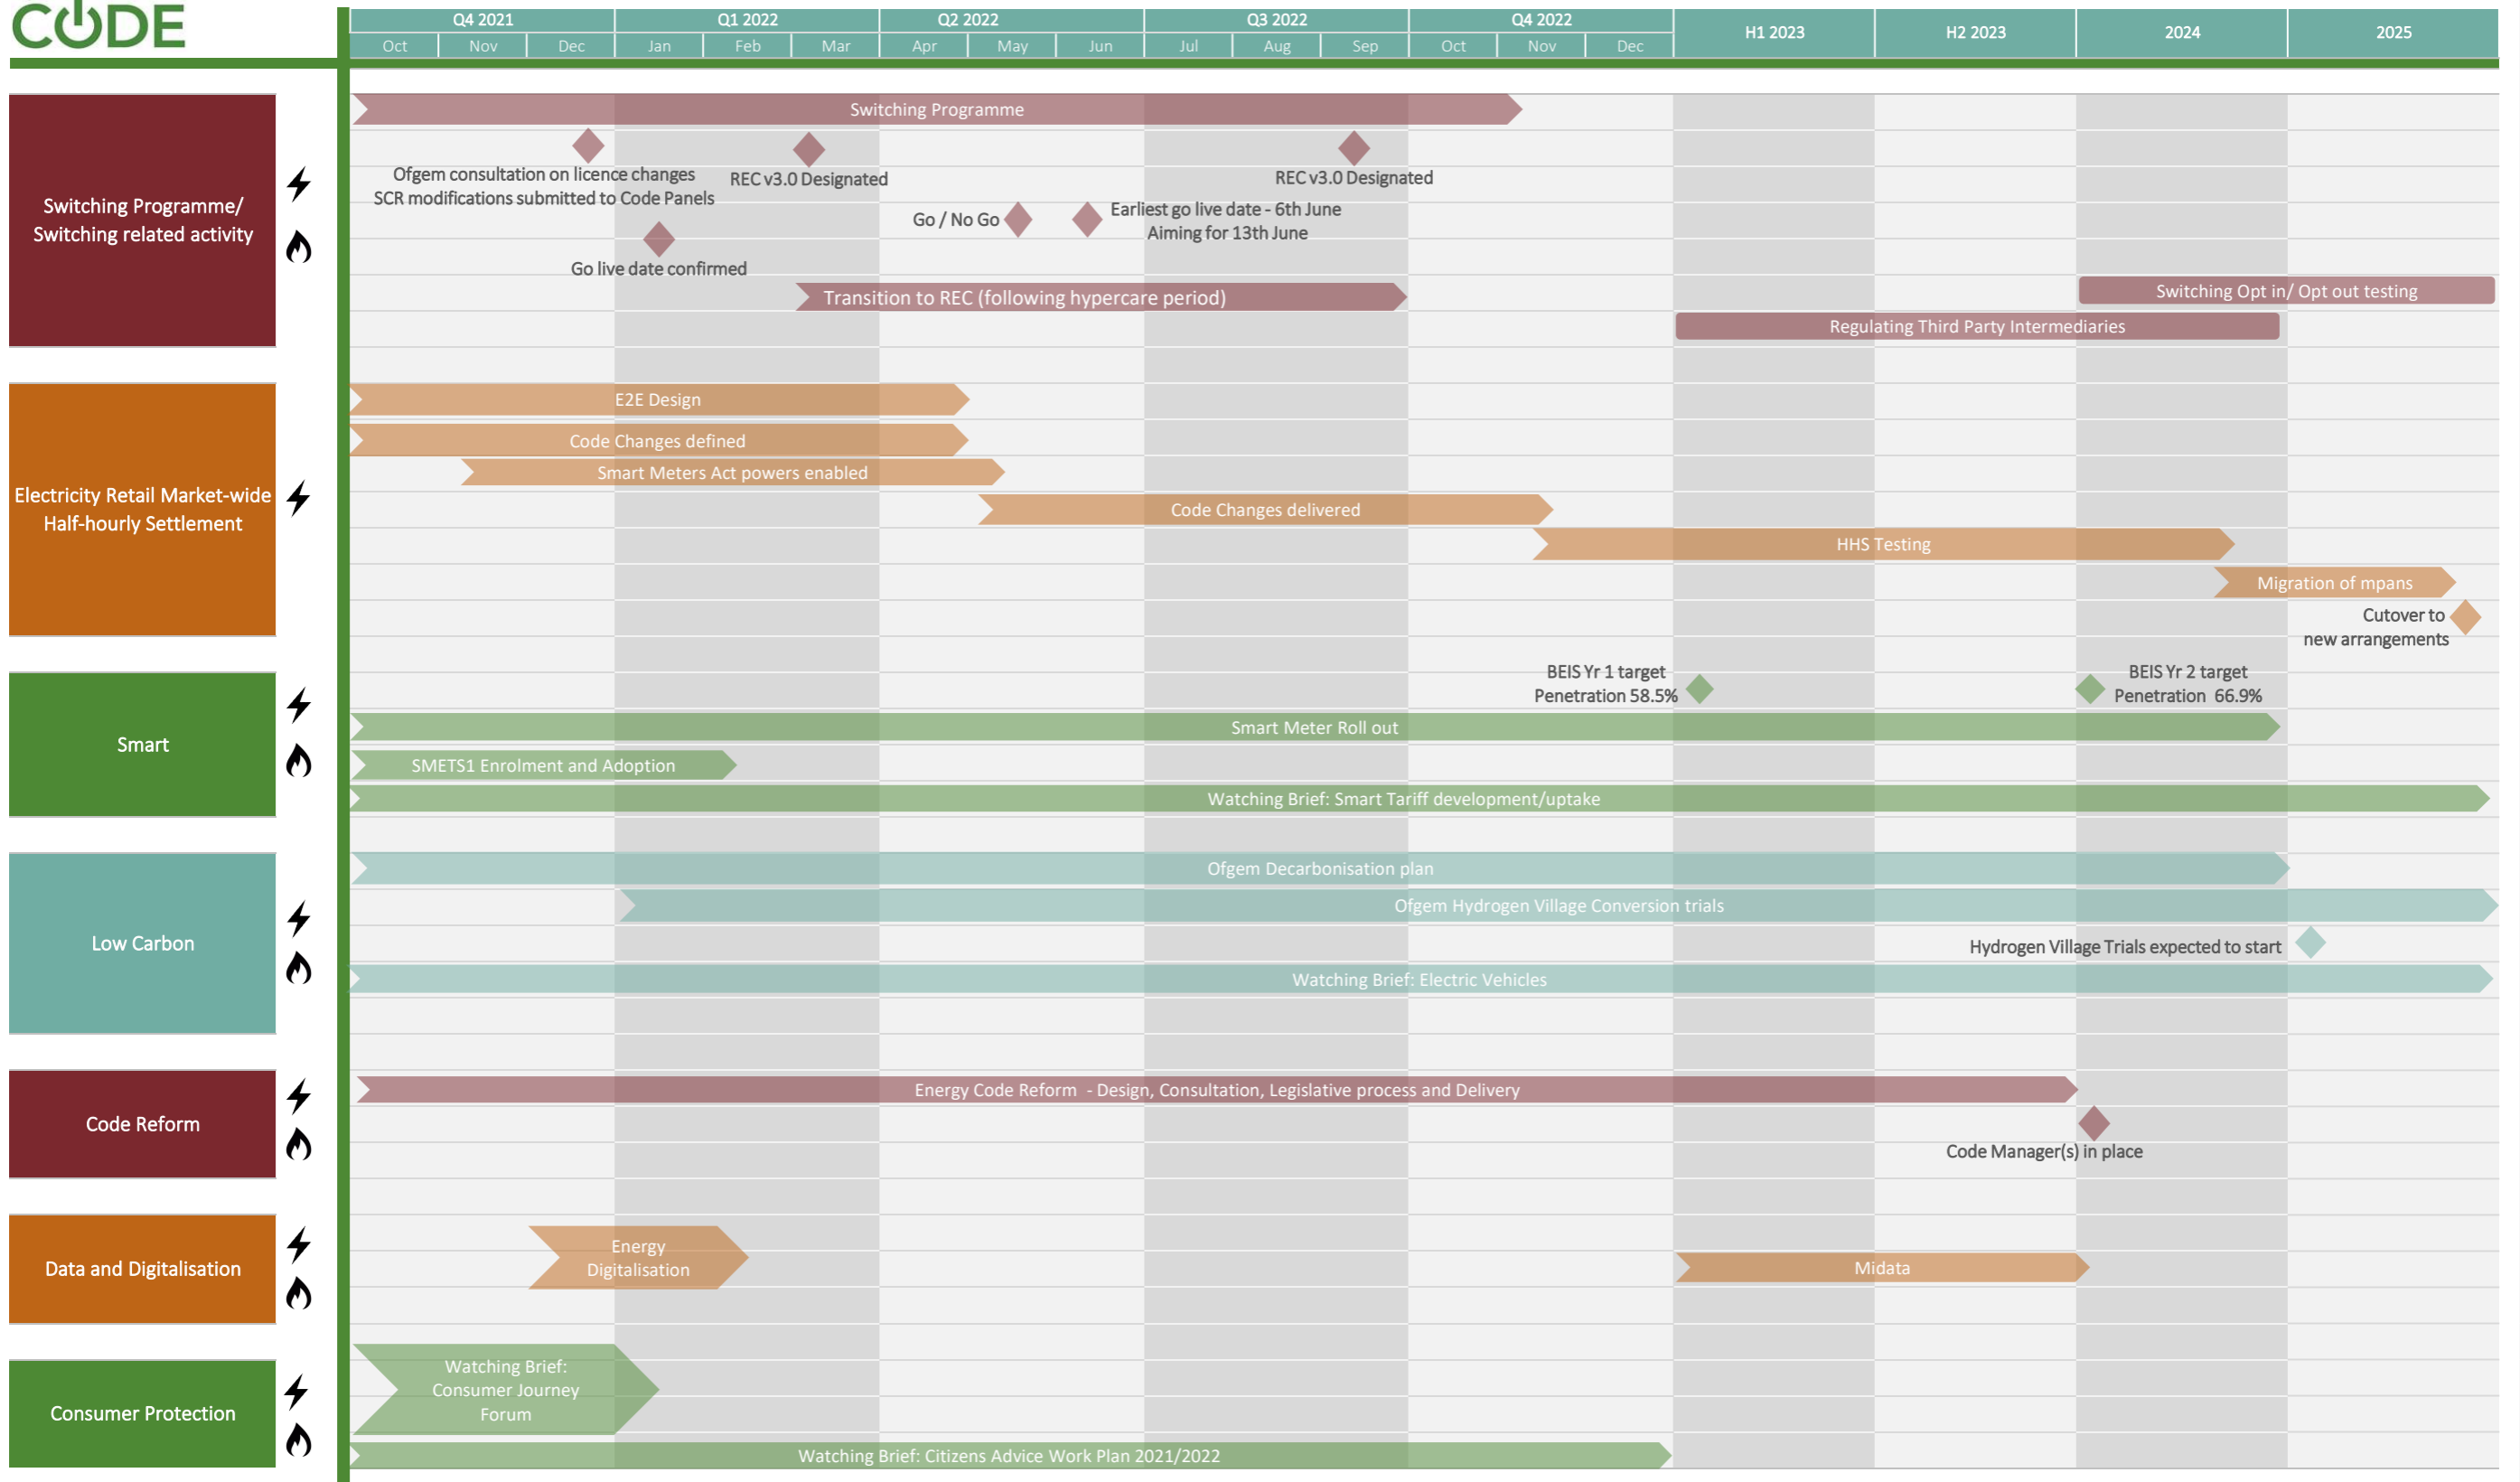 CODE
Q4 2021
Q1 2022
Q2 2022
Q3 2022
Q4 2022
H1 2023
H2 2023
2024
2025
Oct
Nov
Dec
Jan
Feb
Mar
Apr
May
Jun
Jul
Aug
Sep
Oct
Nov
Dec
Switching Programme/
Switching related activity
Switching Programme
Ofgem consultation on licence changes
SCR modifications submitted to Code Panels
REC v3.0 Designated
REC v3.0 Designated
Go / No Go
Earliest go live date - 6th June
Aiming for 13th June
Go live date confirmed
Transition to REC (following hypercare period)
Switching Opt in/ Opt out testing
Regulating Third Party Intermediaries
Electricity Retail Market-wide
Half-hourly Settlement
E2E Design
Code Changes defined
Smart Meters Act powers enabled
Code Changes delivered
HHS Testing
Migration of mpans
Cutover to
new arrangements
Smart
BEIS Yr 1 target
Penetration 58.5%
BEIS Yr 2 target
Penetration 66.9%
Smart Meter Roll out
SMETS1 Enrolment and Adoption
Watching Brief: Smart Tariff development/uptake
Low Carbon
Ofgem Decarbonisation plan
Ofgem Hydrogen Village Conversion trials
Hydrogen Village Trials expected to start
Watching Brief: Electric Vehicles
Code Reform
Energy Code Reform - Design, Consultation, Legislative process and Delivery
Code Manager(s) in place
Data and Digitalisation
Energy
Digitalisation
Midata
Consumer Protection
Watching Brief:
Consumer Journey
Forum
Watching Brief: Citizens Advice Work Plan 2021/2022